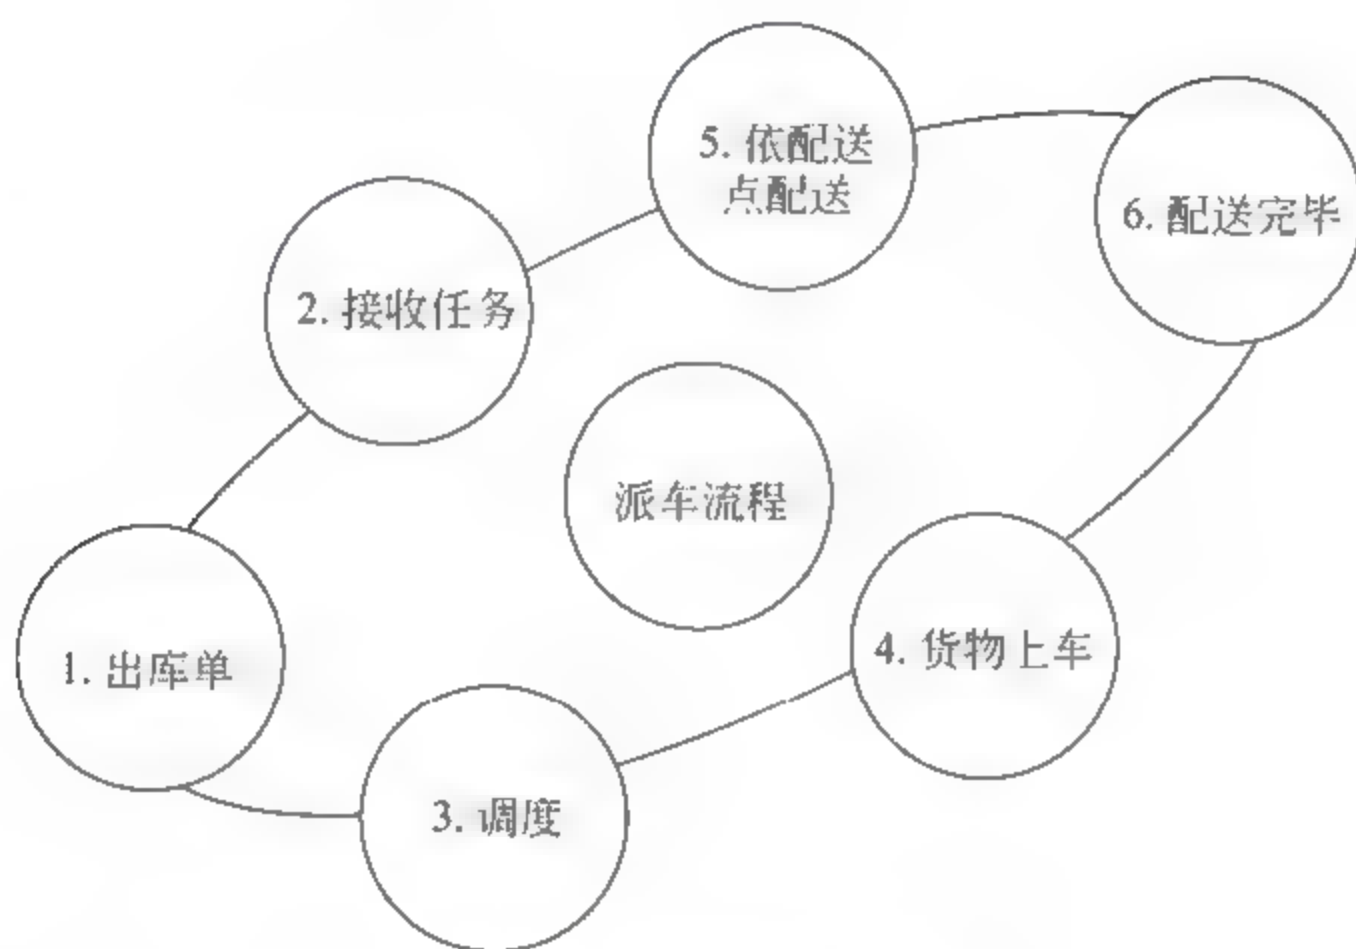 5. 依配送
点配送
6. 配送完毕
2. 接收任务
派车流程
4. 货物上车
1. 出库单
3. 调度